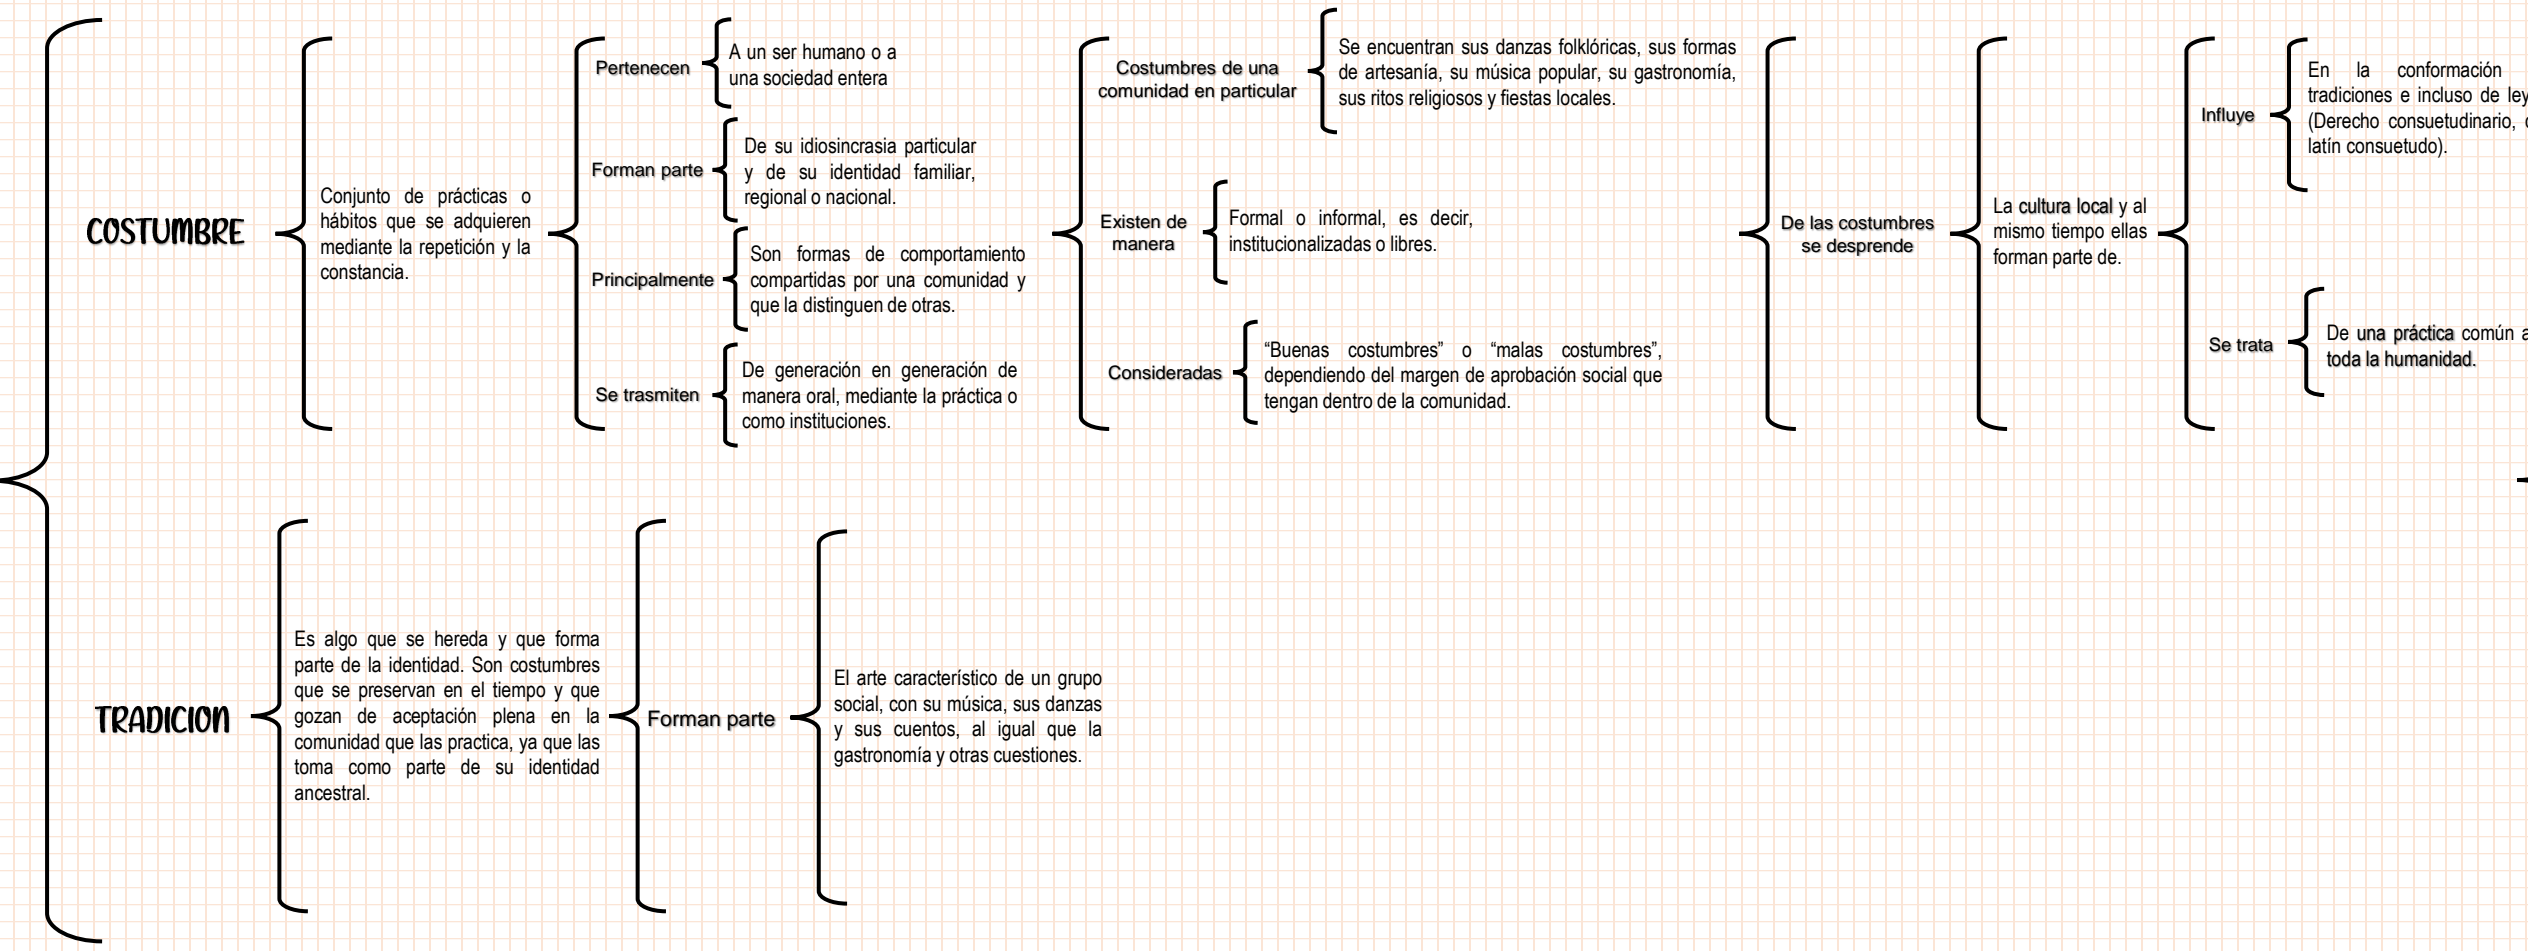 COSTUMBRE
Conjunto de prácticas o
hábitos que se adquieren
mediante la repetición y la
constancia.
Pertenecen
A un ser humano o a
una sociedad entera
Forman parte
De su idiosincrasia particular
y de su identidad familiar,
regional o nacional.
Principalmente
Son formas de comportamiento
compartidas por una comunidad y
que la distinguen de otras.
Se trasmiten
De generación en generación de
manera oral, mediante la práctica o
como instituciones.
Costumbres de una
comunidad en particular
Se encuentran sus danzas folklóricas, sus formas
de artesanía, su música popular, su gastronomía,
sus ritos religiosos y fiestas locales.
Existen de
manera
Formal o informal, es decir,
institucionalizadas o libres.
Consideradas
“Buenas costumbres” o “malas costumbres”,
dependiendo del margen de aprobación social que
tengan dentro de la comunidad.
De las costumbres
se desprende
La cultura local y al
mismo tiempo ellas
forman parte de.
Influye
En la conformación
tradiciones e incluso de
(Derecho consuetudinario,
latín consuetudo).
Se trata
De una práctica común a
toda la humanidad.
TRADICION
Es algo que se hereda y que forma
parte de la identidad. Son costumbres
que se preservan en el tiempo y que
gozan de aceptación plena en la
comunidad que las practica, ya que las
toma como parte de su identidad
ancestral.
Forman parte
El arte característico de un grupo
social, con su música, sus danzas
y sus cuentos, al igual que la
gastronomía y otras cuestiones.